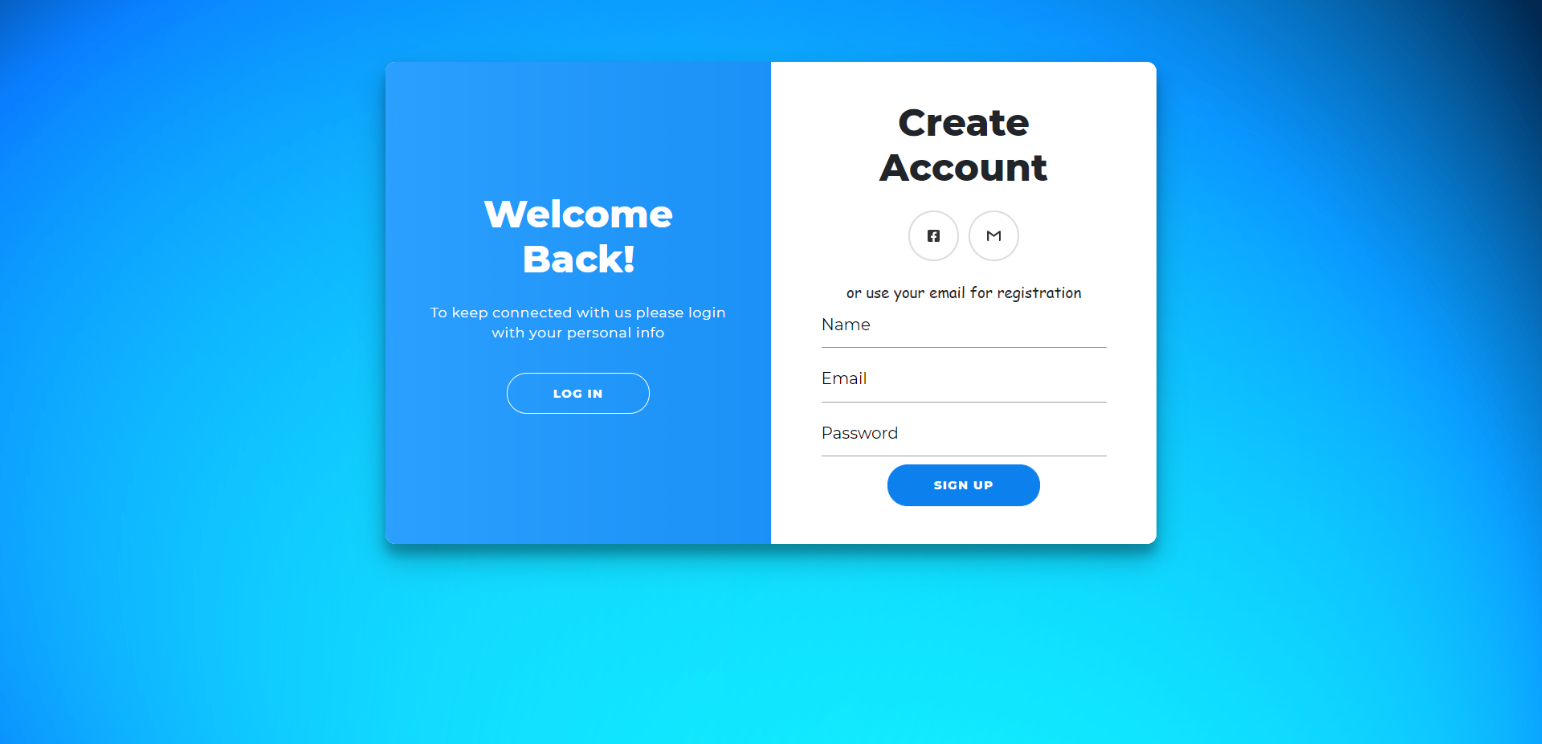 Welcome
Back!
To keep connected with us please login
with your personal info
LOG IN
Create
Account
or use your email for registration
Name
Email
Password
SIGN UP